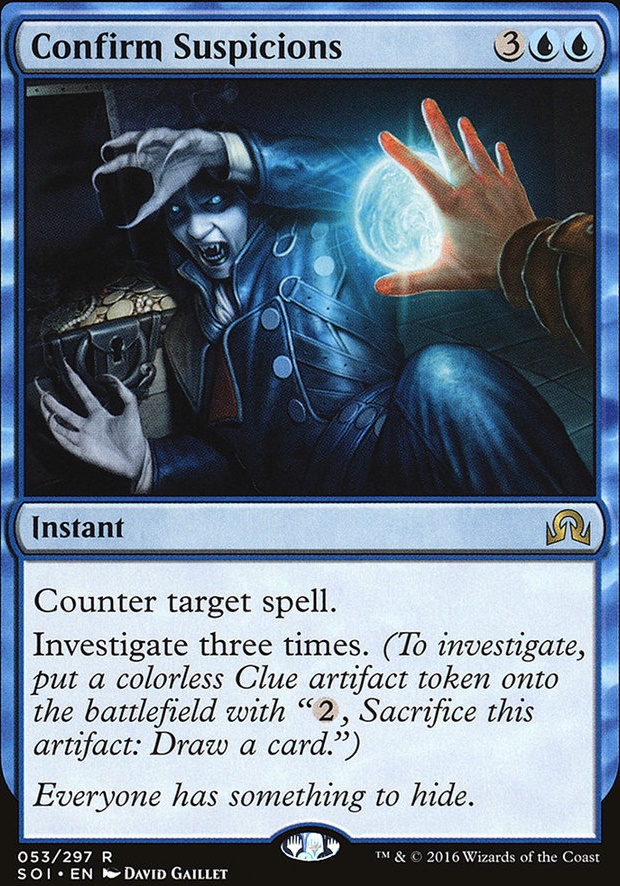 Confirm Suspicions 3
Instant
Counter target spell.
Investigate three times. (To investigate,
put a colorless Clue artifact token onto
the battlefield with “2, Sacrifice this
artifact: Draw a card.”)
Everyone has something to hide.
053/297 R
SOI • EN DAVID GAILLET
™ & © 2016 Wizards of the Coast